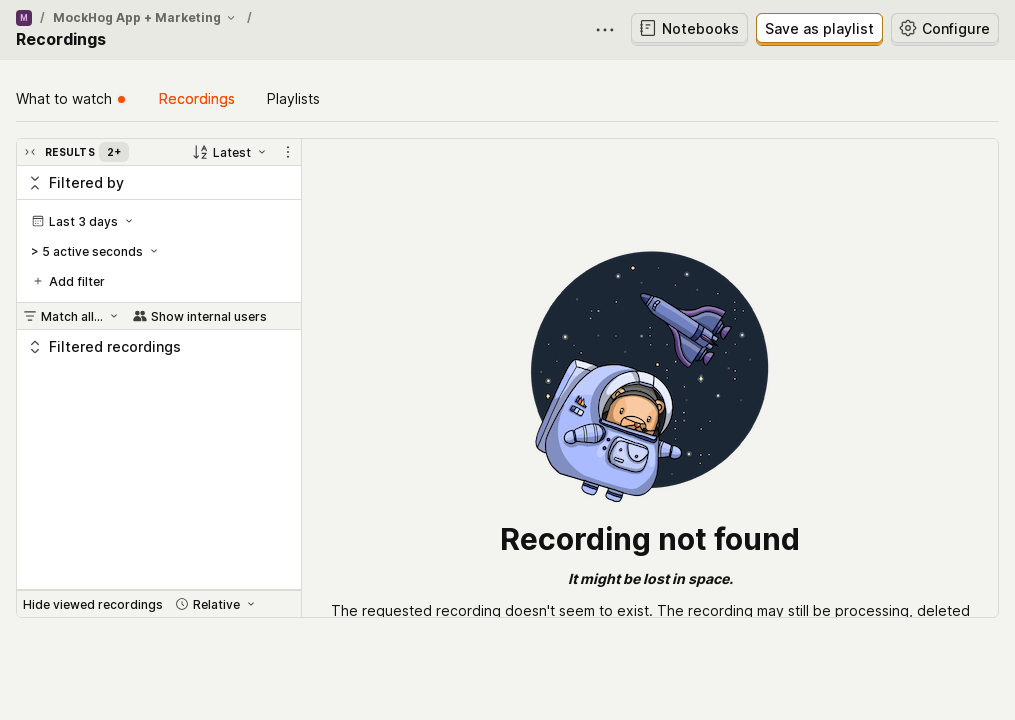 M / MockHog App + Marketing /
Recordings
Notebooks
Save as playlist
Configure
What to watch
Recordings
Playlists
RESULTS 2+
Latest
Filtered by
Last 3 days
> 5 active seconds
Add filter
Match all...
Show internal users
Filtered recordings
Hide viewed recordings
Relative
Recording not found
It might be lost in space.
The requested recording doesn't seem to exist. The recording may still be processing, deleted